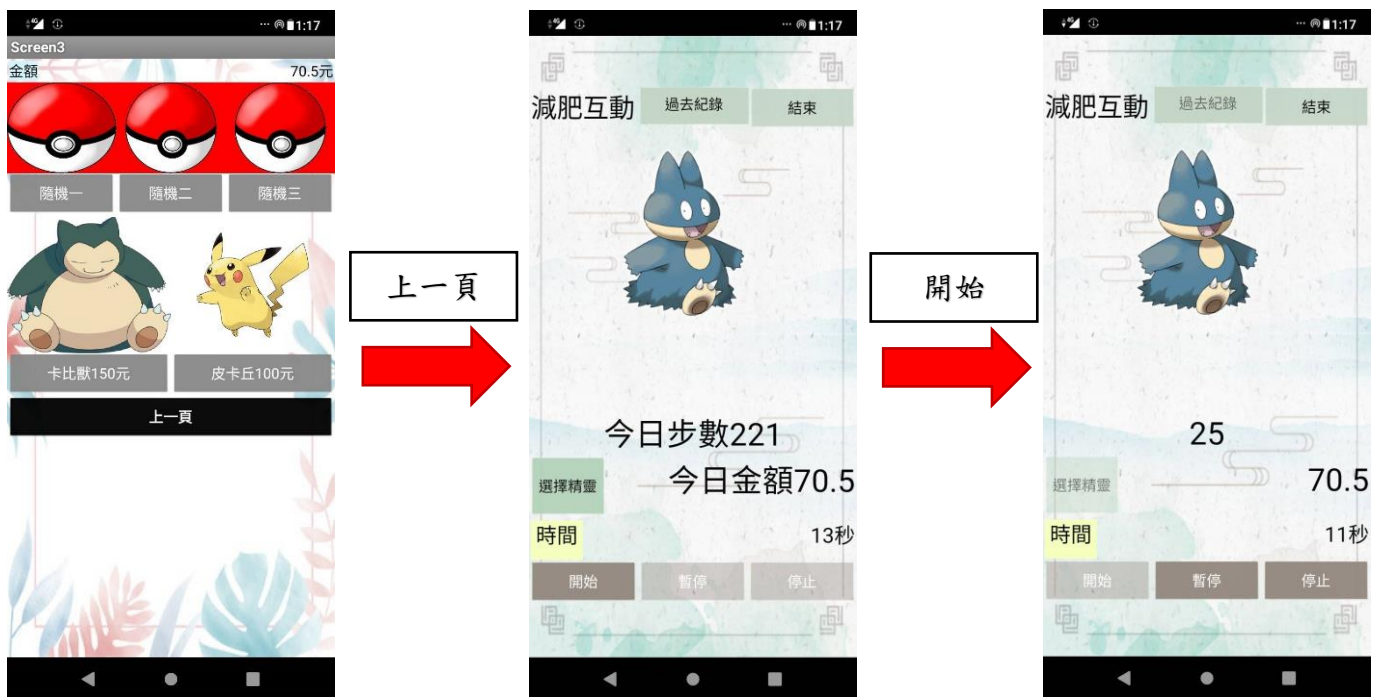 4G ... 1:17
Screen3
金額 70.5元
隨機一 隨機二 隨機三
卡比獸150元 皮卡丘100元
上一頁
上一頁
4G ... 1:17
減肥互動 過去紀錄 結束
今日步數221
選擇精靈 今日金額70.5
時間 13秒
開始 暫停 停止
開始
4G ... 1:17
減肥互動 過去紀錄 結束
25
選擇精靈 70.5
時間 11秒
開始 暫停 停止